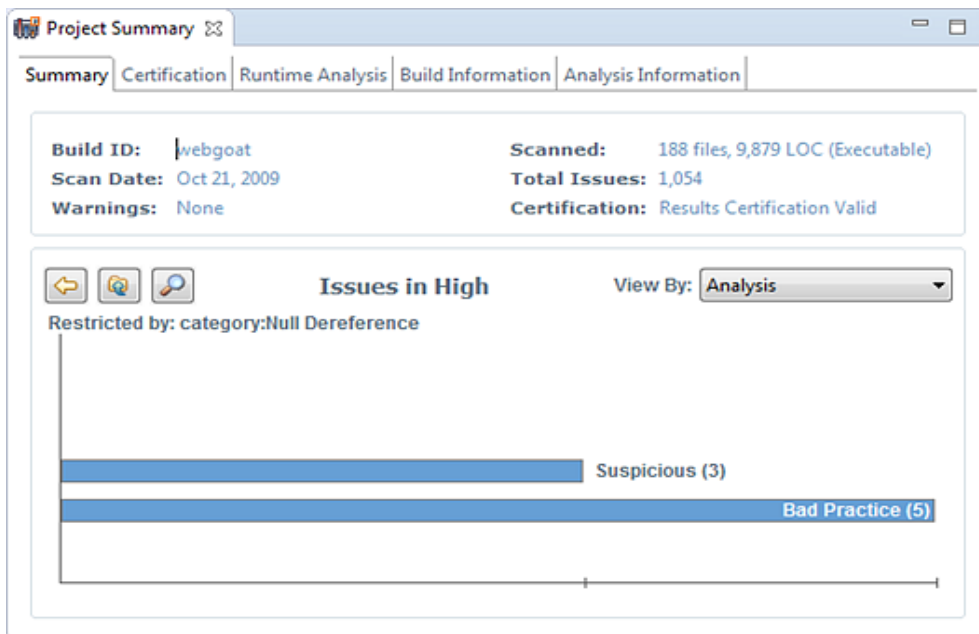 Project Summary
Summary Certification Runtime Analysis Build Information Analysis Information
Build ID: webgoat Scanned: 188 files, 9,879 LOC (Executable)
Scan Date: Oct 21, 2009 Total Issues: 1,054
Warnings: None Certification: Results Certification Valid
Issues in High View By: Analysis
Restricted by: category:Null Dereference
Suspicious (3)
Bad Practice (5)